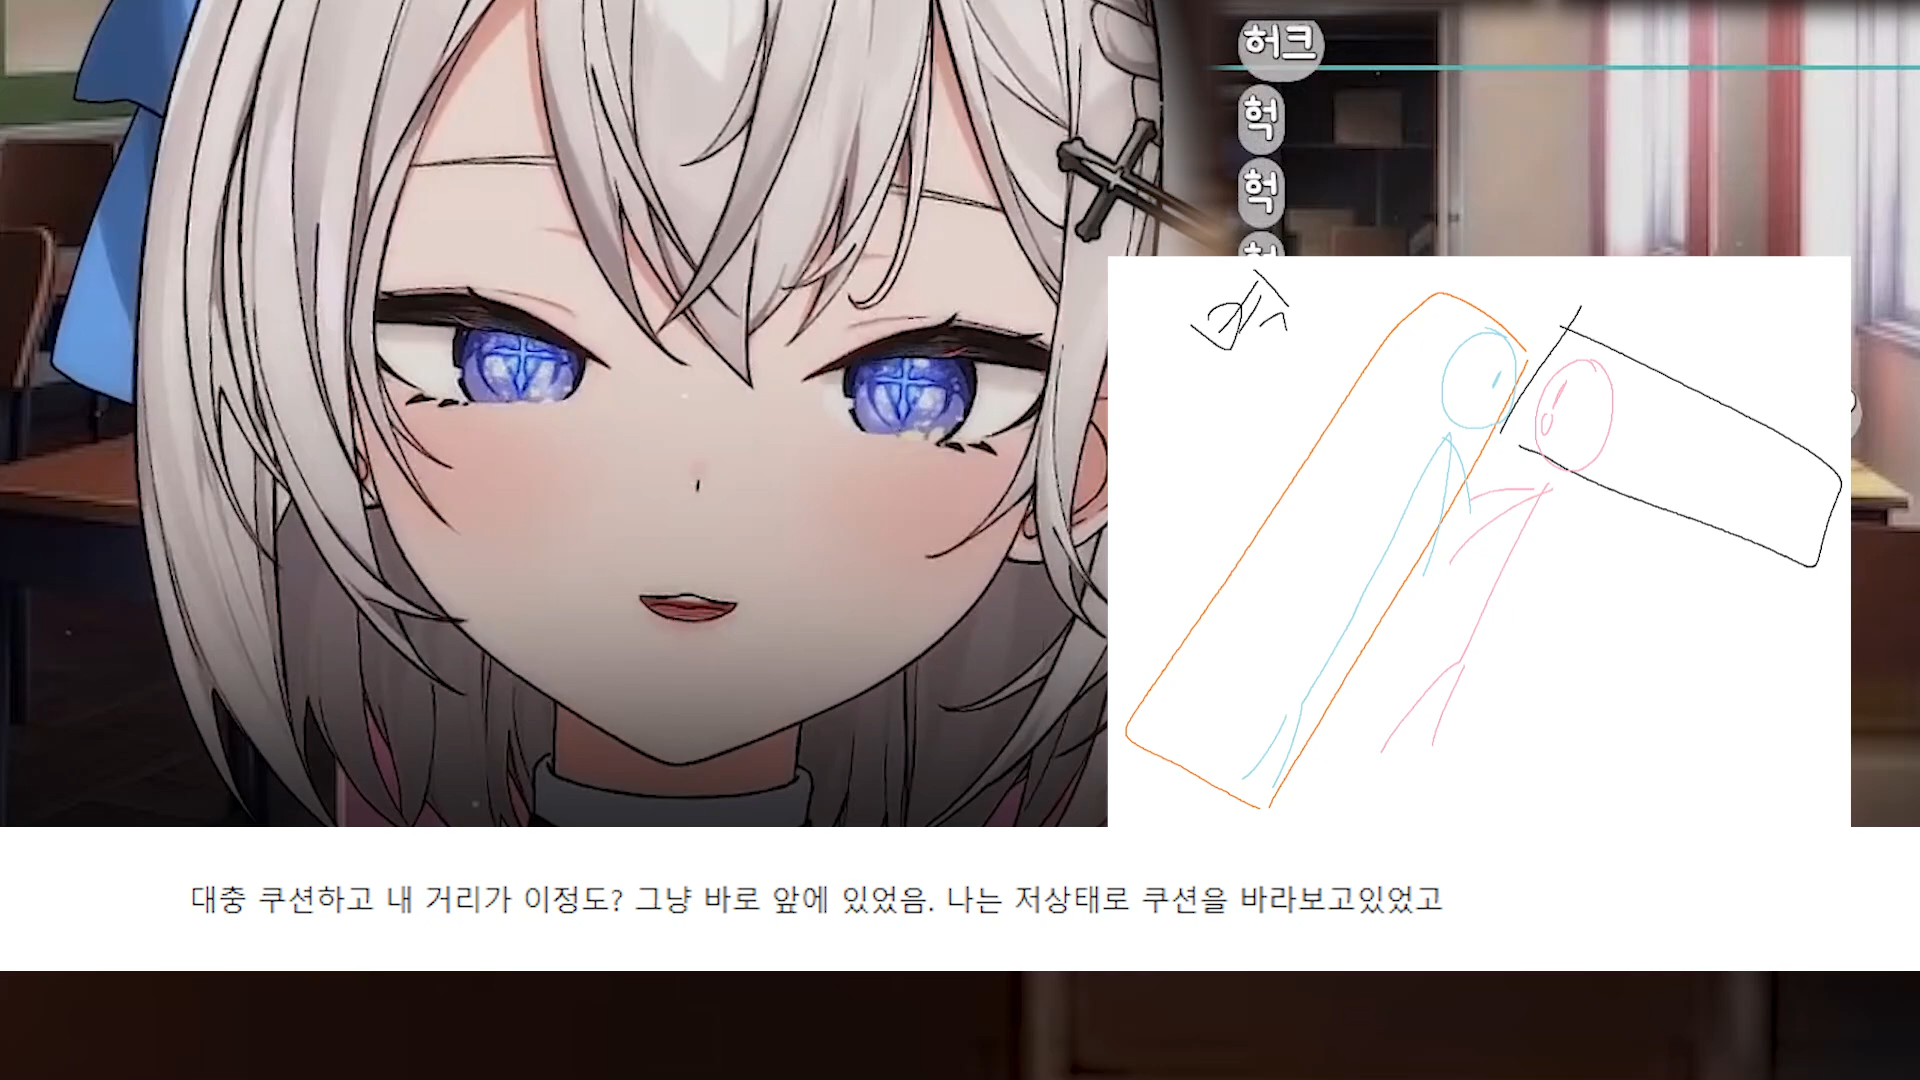 허크
헉
헉
대충 쿠션하고 내 거리가 이정도? 그냥 바로 앞에 있었음. 나는 저상태로 쿠션을 바라보고있었고